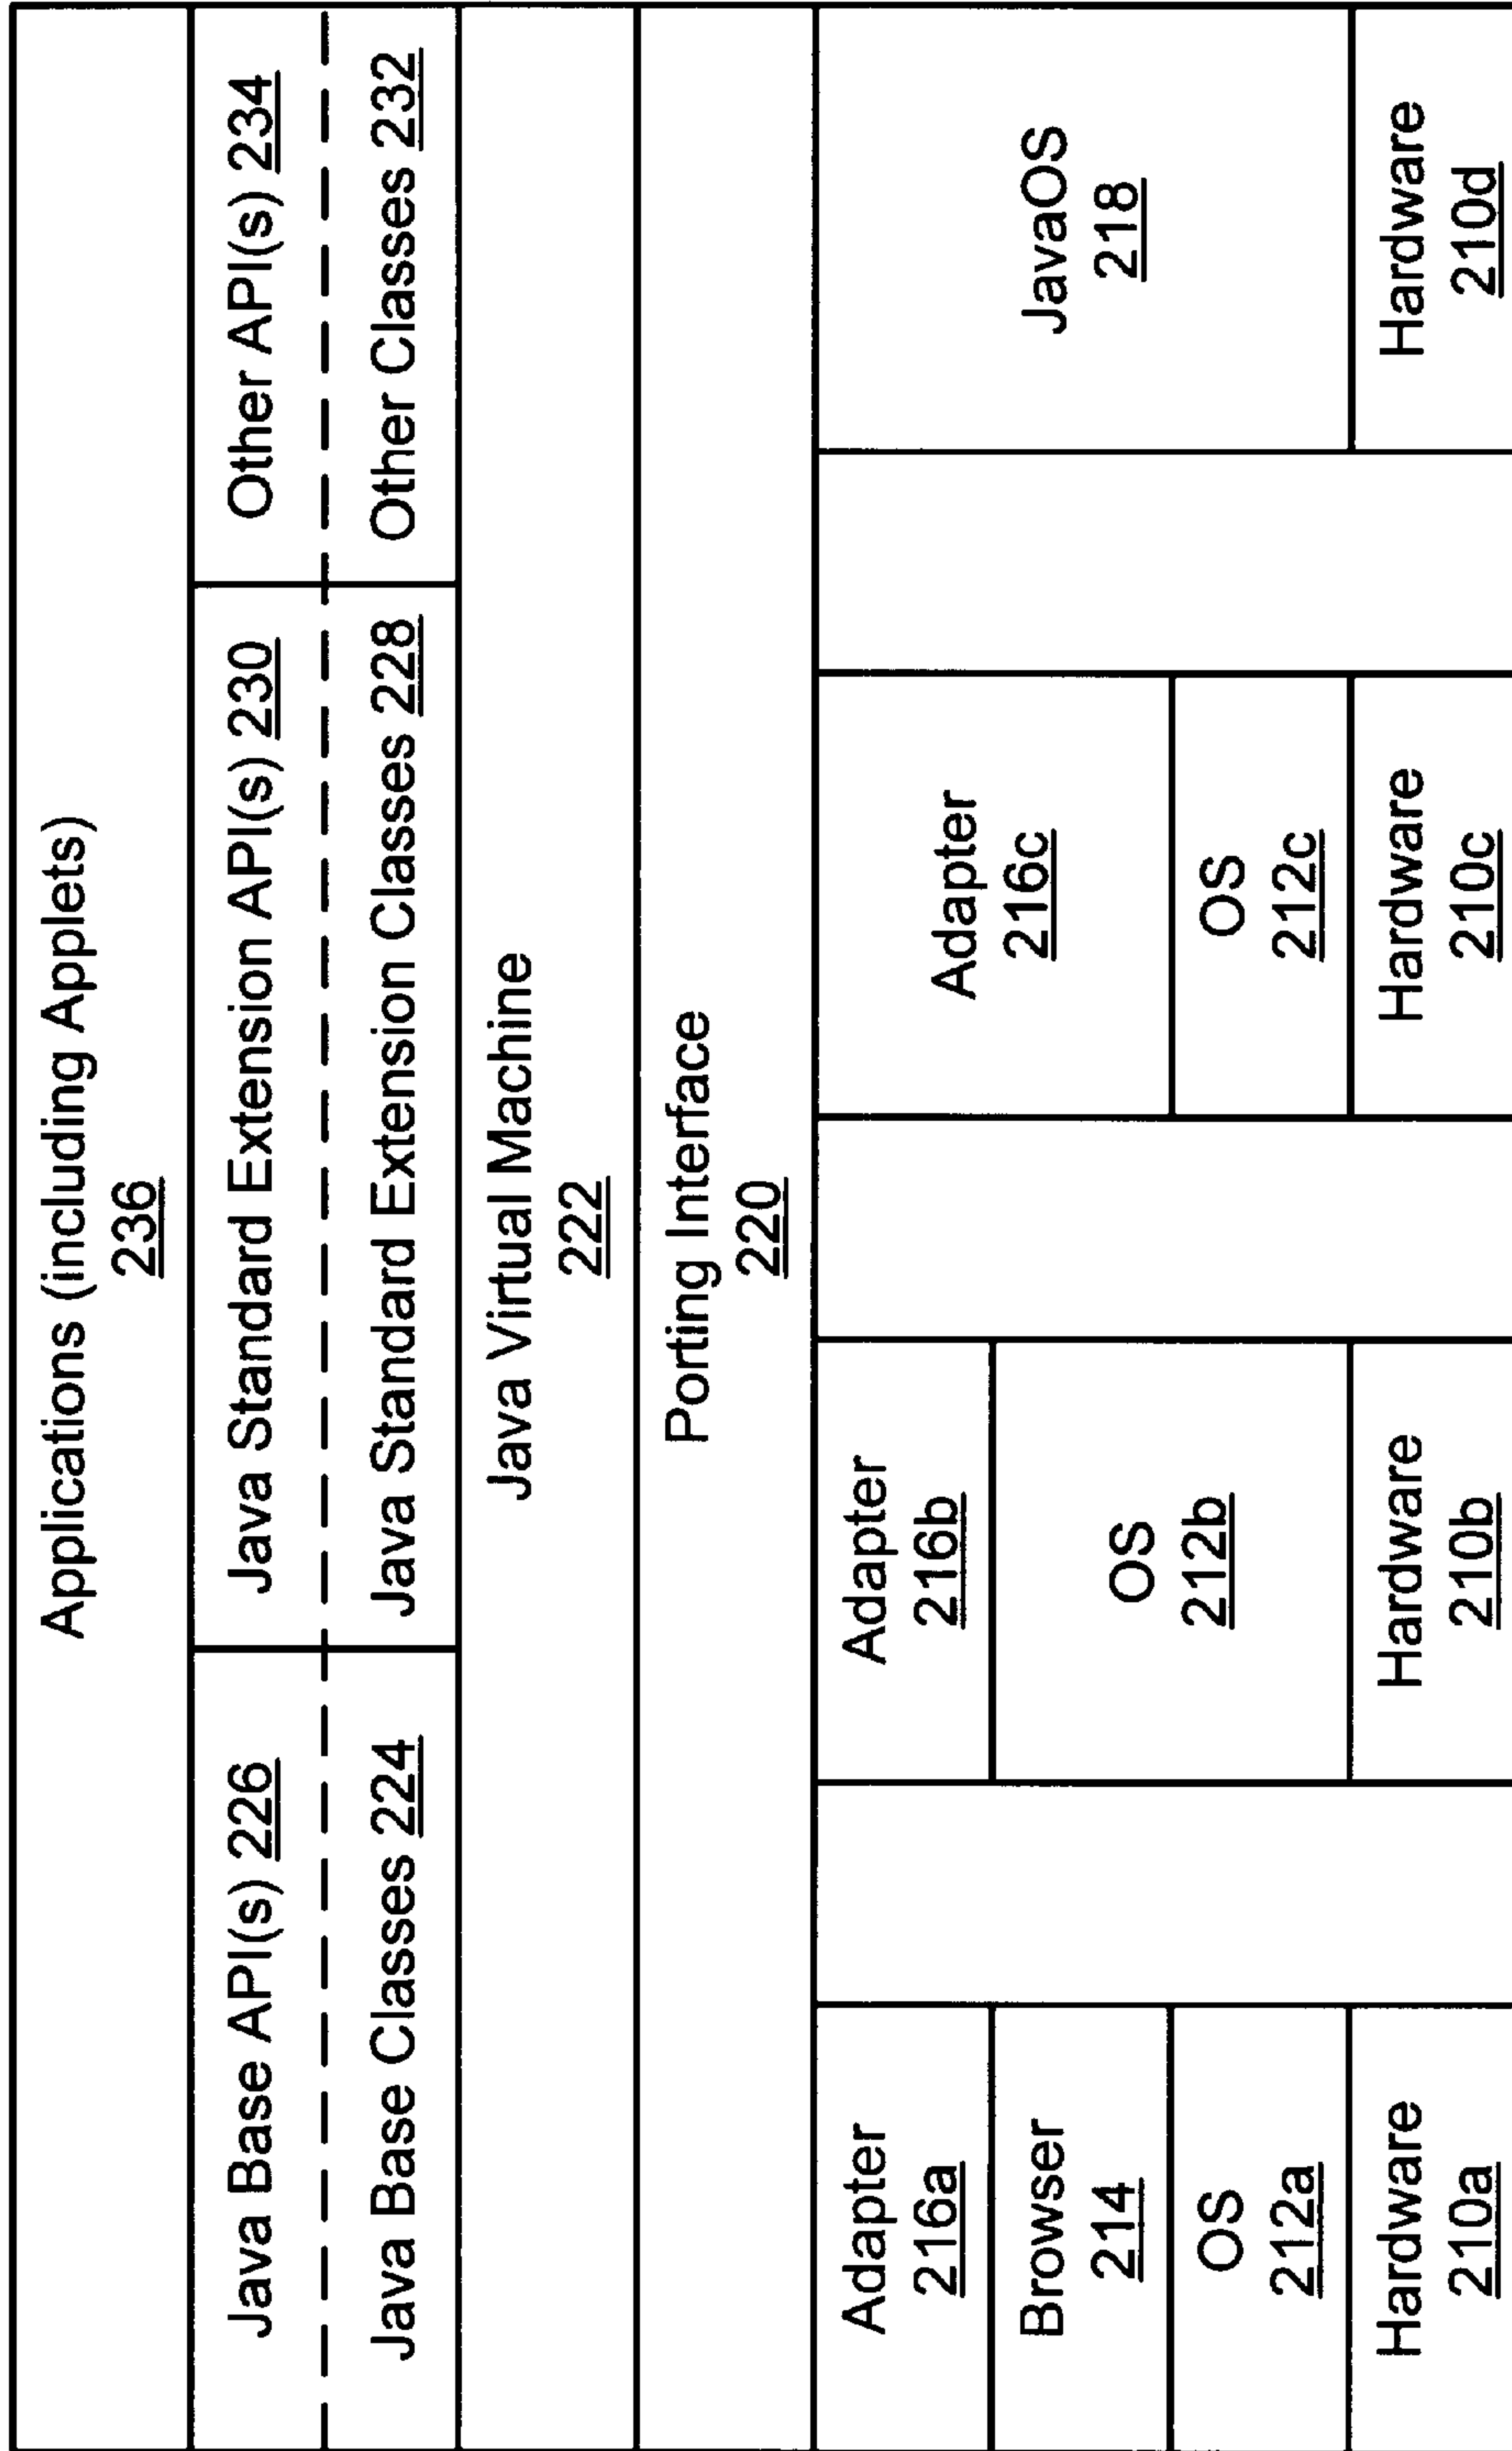 Applications (including Applets)
236
Java Base API(s) 226
Java Standard Extension API(s) 230
Other API(s) 234
Java Base Classes 224
Java Standard Extension Classes 228
Other Classes 232
Java Virtual Machine
222
Porting Interface
220
Adapter
216a
Browser
214
OS
212a
Hardware
210a
Adapter
216b
OS
212b
Hardware
210b
Adapter
216c
OS
212c
Hardware
210c
JavaOS
218
Hardware
210d